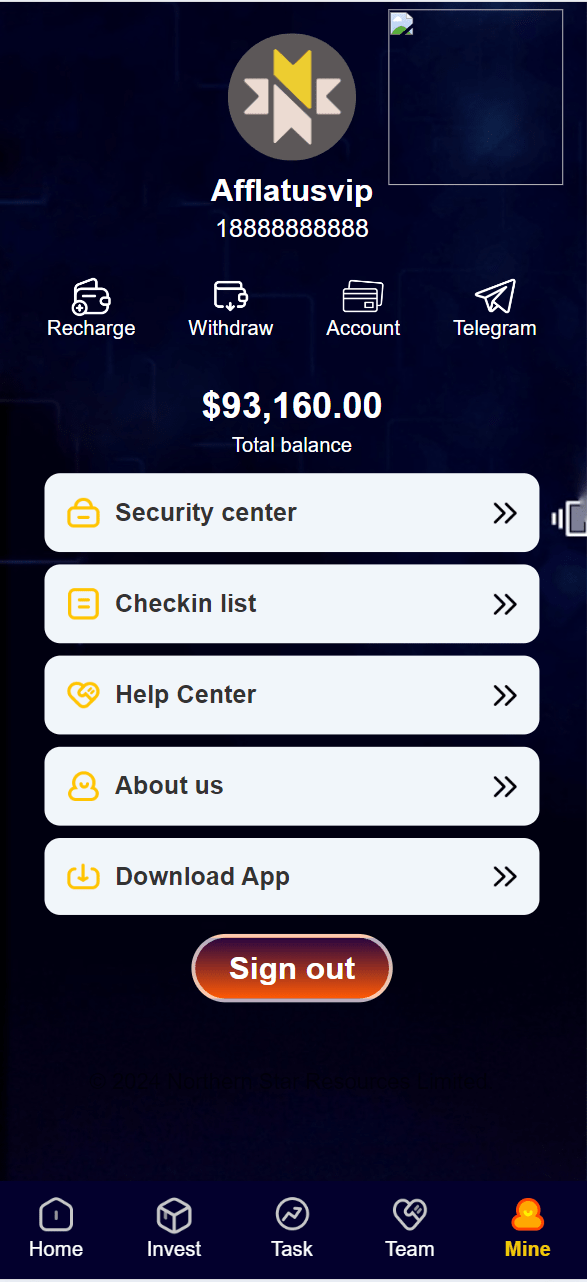 Afflatusvip
18888888888
Recharge Withdraw Account Telegram
$93,160.00
Total balance
Security center
Checkin list
Help Center
About us
Download App
Sign out
Home Invest Task Team Mine